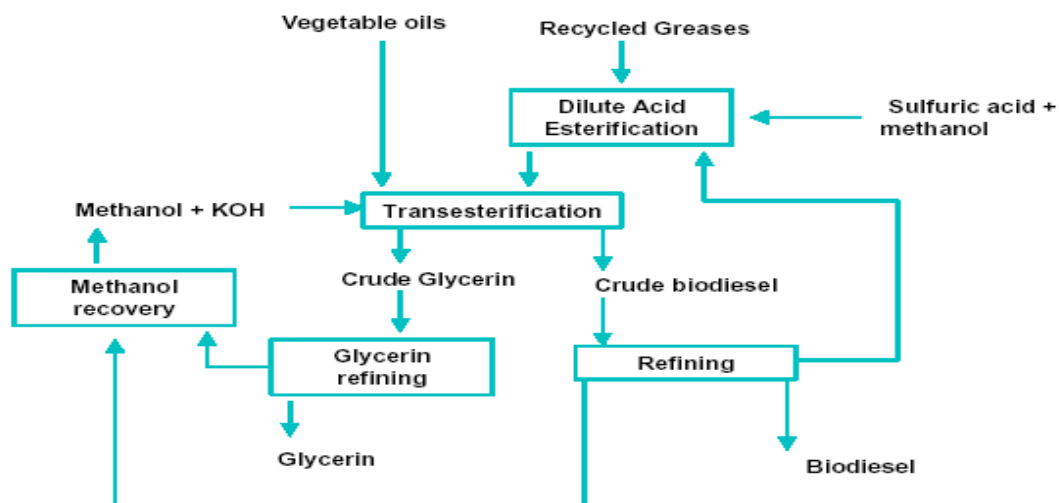 Vegetable oils
Recycled Greases
Dilute Acid
Esterification
Sulfuric acid +
methanol
Methanol + KOH
Transesterification
Crude Glycerin
Crude biodiesel
Methanol
recovery
Glycerin
refining
Refining
Glycerin
Biodiesel